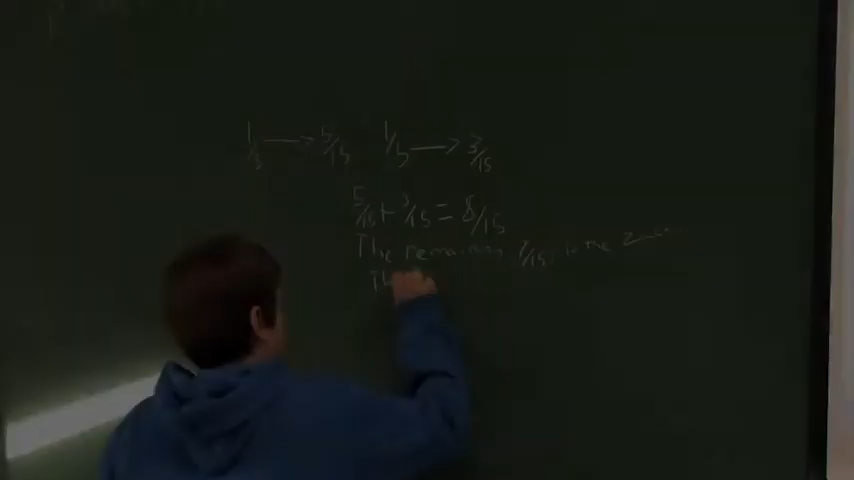 1/3 → 5/15 1/5 → 3/15
5/15 + 3/15 = 8/15
The remaining 7/15 is the